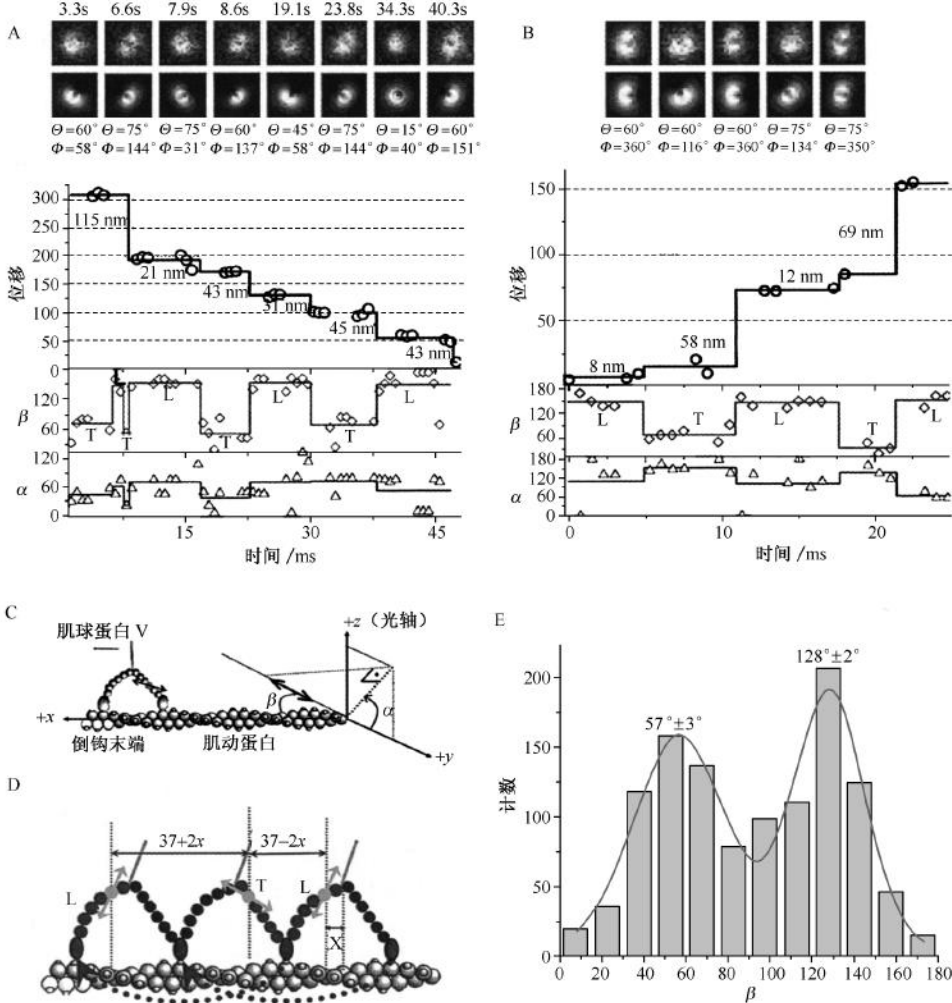 A
3.3s 6.6s 7.9s 8.6s 19.1s 23.8s 34.3s 40.3s
Θ=60° Θ=75° Θ=75° Θ=60° Θ=45° Θ=75° Θ=15° Θ=60°
Φ=58° Φ=144° Φ=31° Φ=137° Φ=58° Φ=144° Φ=40° Φ=151°
位移
300
250
200
150
100
50
0
115 nm
21 nm
43 nm
31 nm
45 nm
43 nm
β
120
60
T
T
L
T
L
T
L
α
120
60
0
15 30 45
时间 /ms
B
Θ=60° Θ=60° Θ=60° Θ=75° Θ=75°
Φ=360° Φ=116° Φ=360° Φ=134° Φ=350°
位移
150
100
50
8 nm
58 nm
12 nm
69 nm
β
180
120
60
L
T
L
T
L
α
180
120
60
0
0 10 20
时间 /ms
C
肌球蛋白 V
+z（光轴）
β
α
+x
+y
倒钩末端
肌动蛋白
D
37+2x
37−2x
L
T
L
X
E
计数
200
150
100
50
0
57°±3°
128°±2°
0 20 40 60 80 100 120 140 160 180
β